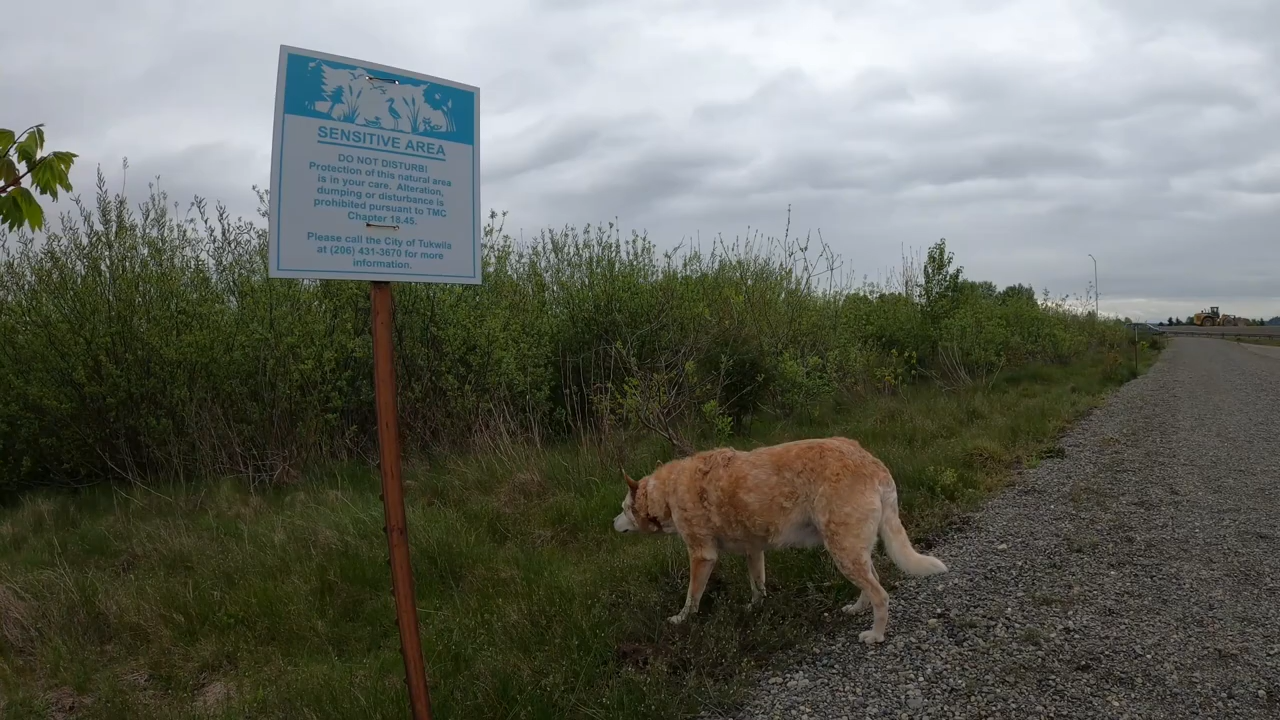 SENSITIVE AREA
DO NOT DISTURB!
Protection of this natural area
is in your care. Alteration,
dumping or disturbance is
prohibited pursuant to TMC
Chapter 18.45.
Please call the City of Tukwila
at (206) 431-3670 for more
information.